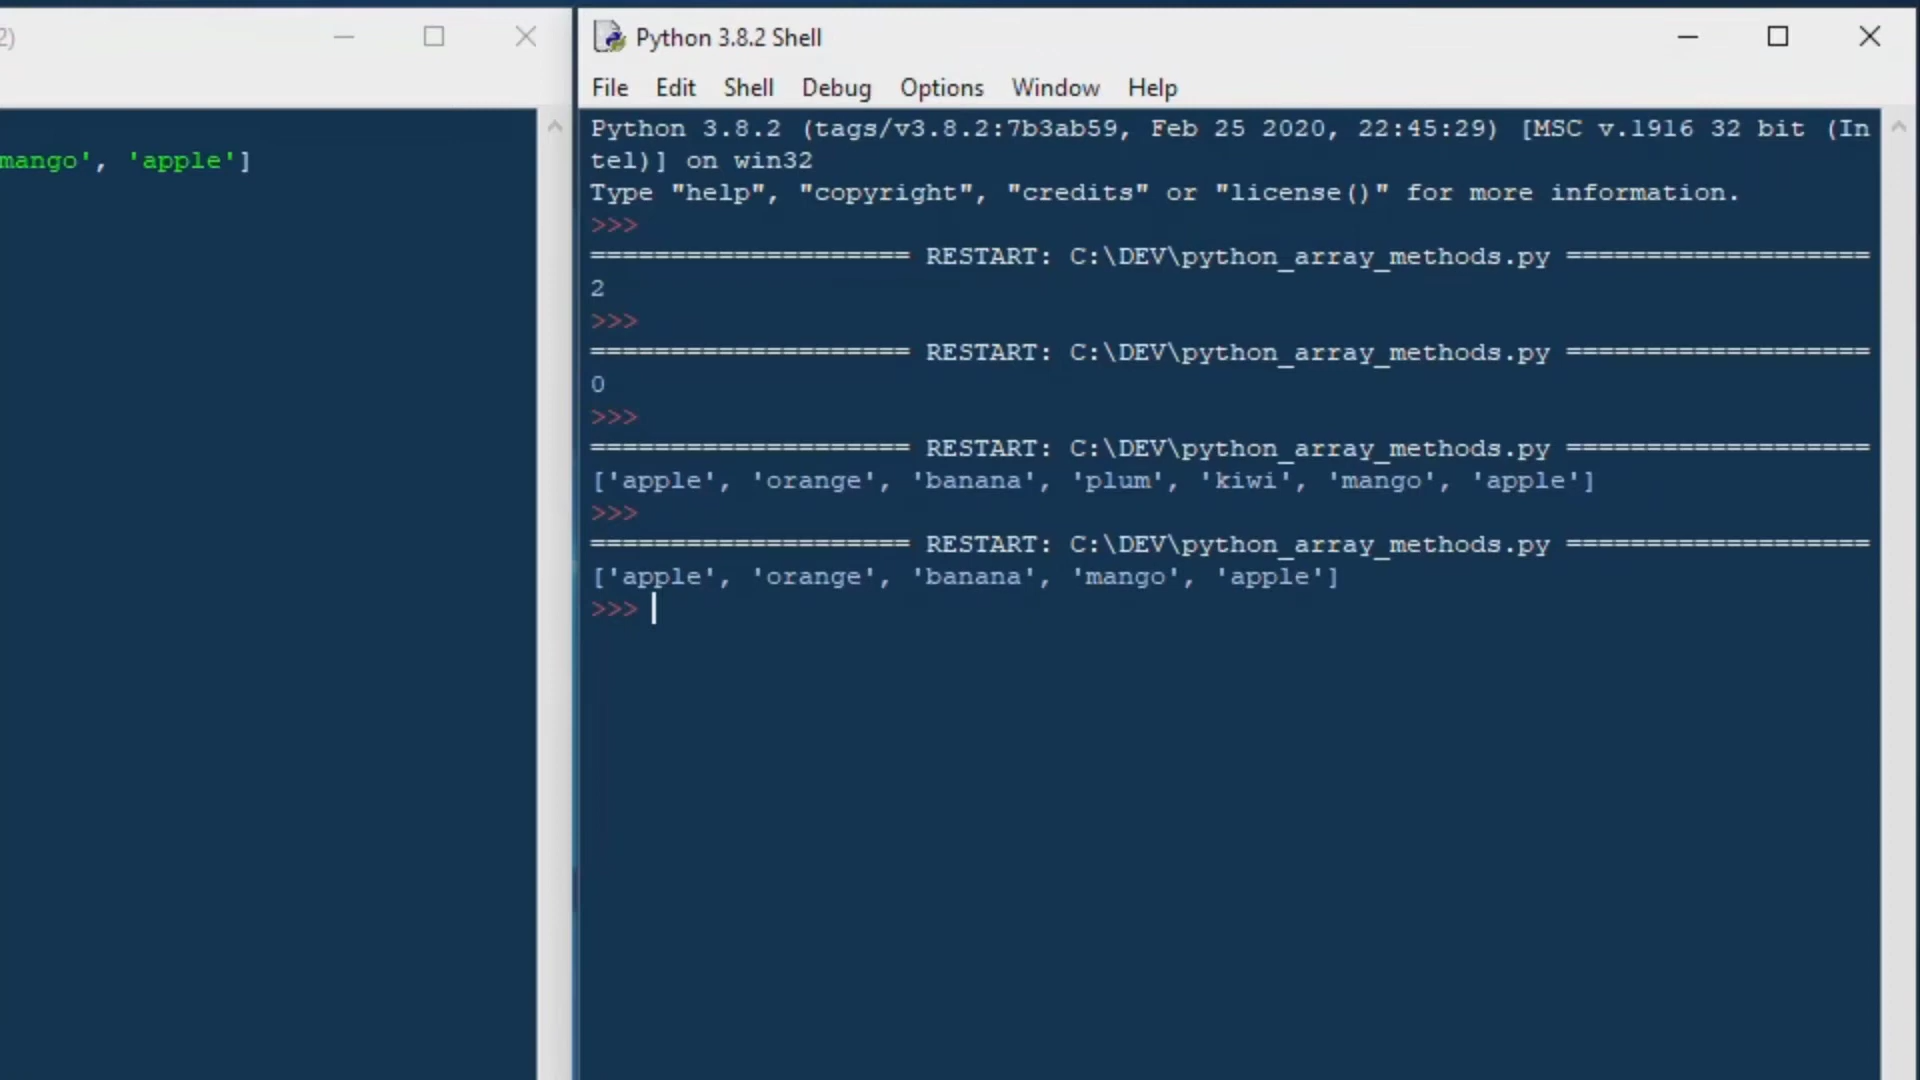 2)
mango', 'apple']
Python 3.8.2 Shell
File Edit Shell Debug Options Window Help
Python 3.8.2 (tags/v3.8.2:7b3ab59, Feb 25 2020, 22:45:29) [MSC v.1916 32 bit (In
tel)] on win32
Type "help", "copyright", "credits" or "license()" for more information.
>>>
==================== RESTART: C:\DEV\python_array_methods.py ===================
2
>>>
==================== RESTART: C:\DEV\python_array_methods.py ===================
0
>>>
==================== RESTART: C:\DEV\python_array_methods.py ===================
['apple', 'orange', 'banana', 'plum', 'kiwi', 'mango', 'apple']
>>>
==================== RESTART: C:\DEV\python_array_methods.py ===================
['apple', 'orange', 'banana', 'mango', 'apple']
>>>